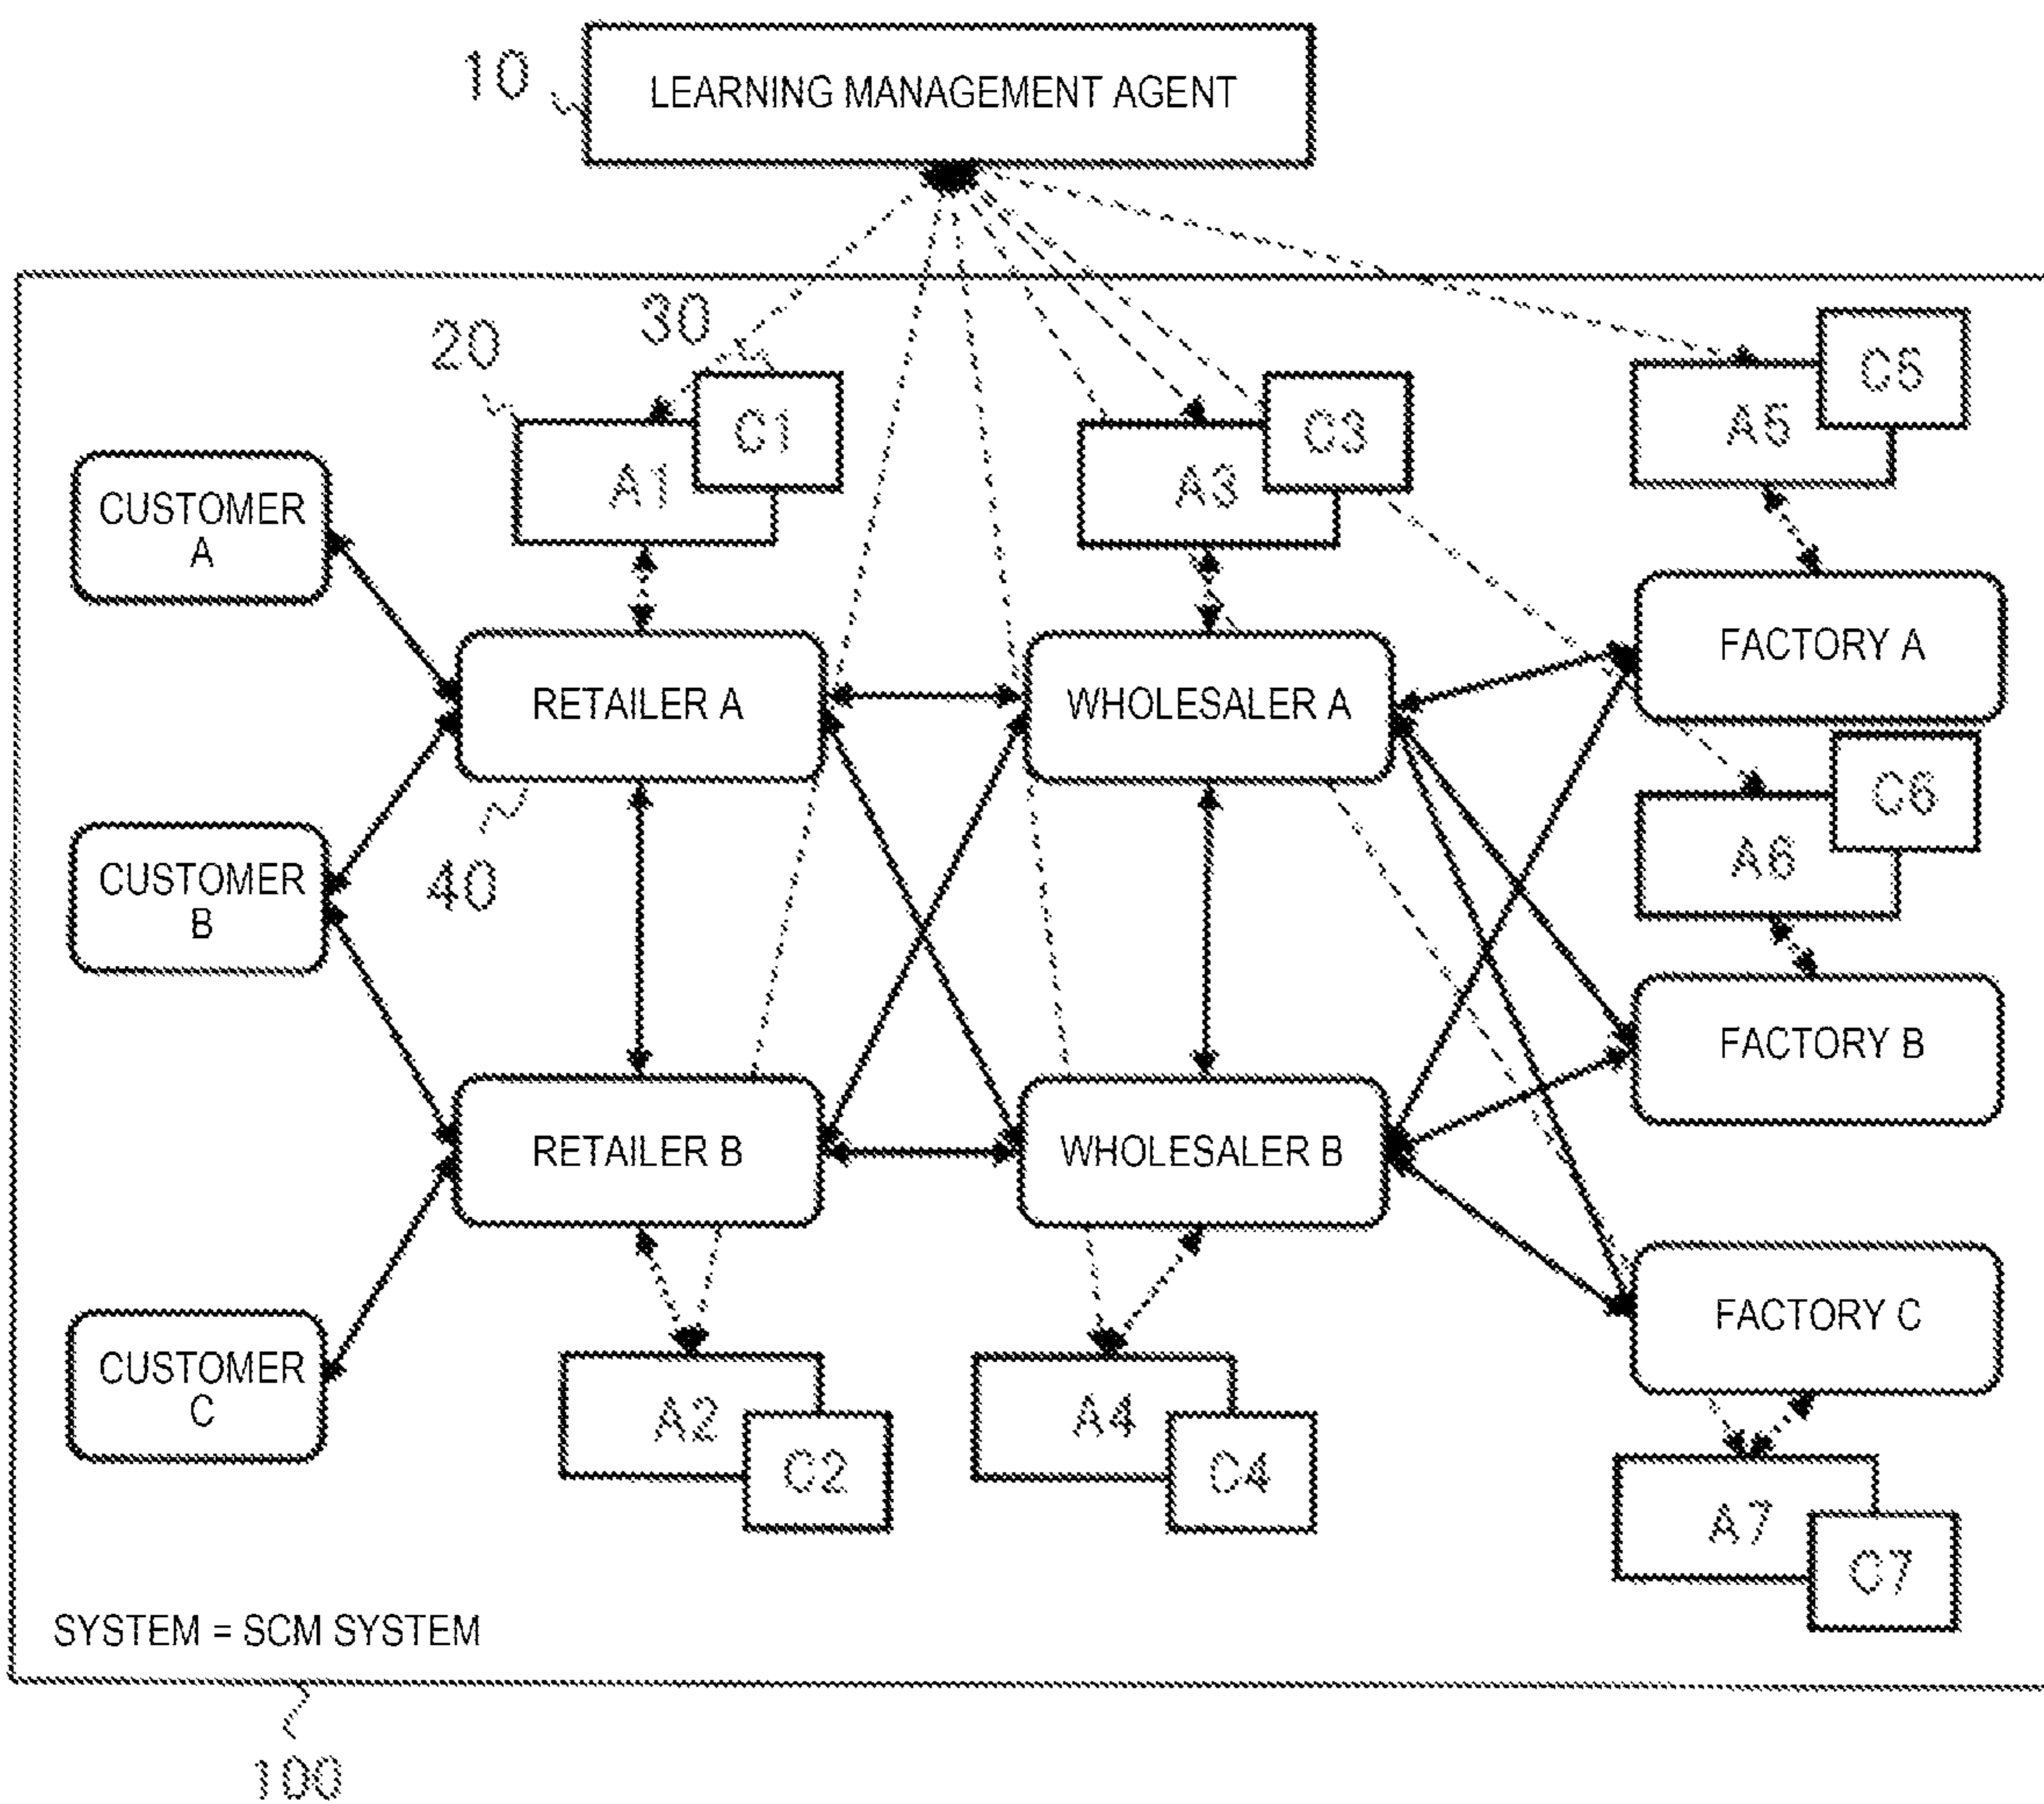 10
LEARNING MANAGEMENT AGENT
30
20
C1
C3
C5
A1
A3
A5
CUSTOMER
A
FACTORY A
RETAILER A
WHOLESALER A
C6
A6
40
CUSTOMER
B
FACTORY B
RETAILER B
WHOLESALER B
FACTORY C
CUSTOMER
C
A2
A4
C2
C4
A7
C7
SYSTEM = SCM SYSTEM
100